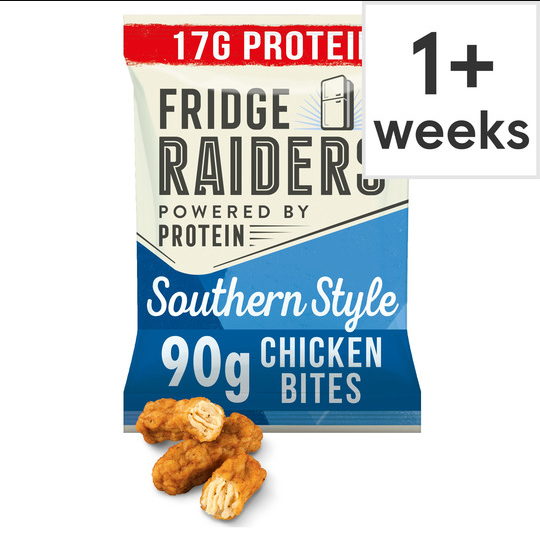 17G PROTEI
1+
weeks
FRIDGE
RAIDERS
POWERED BY
PROTEIN
Southern Style
90g CHICKEN
BITES